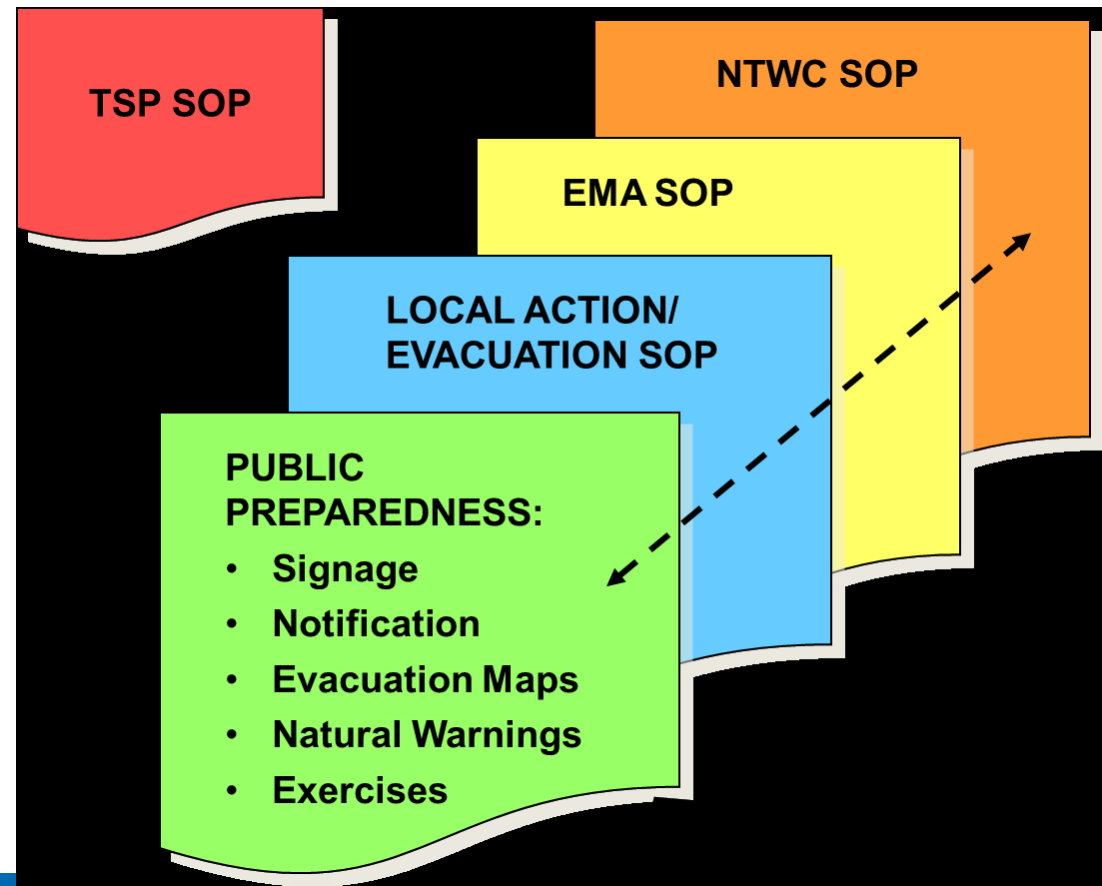 TSP SOP
NTWC SOP
EMA SOP
LOCAL ACTION/
EVACUATION SOP
PUBLIC
PREPAREDNESS:
• Signage
• Notification
• Evacuation Maps
• Natural Warnings
• Exercises